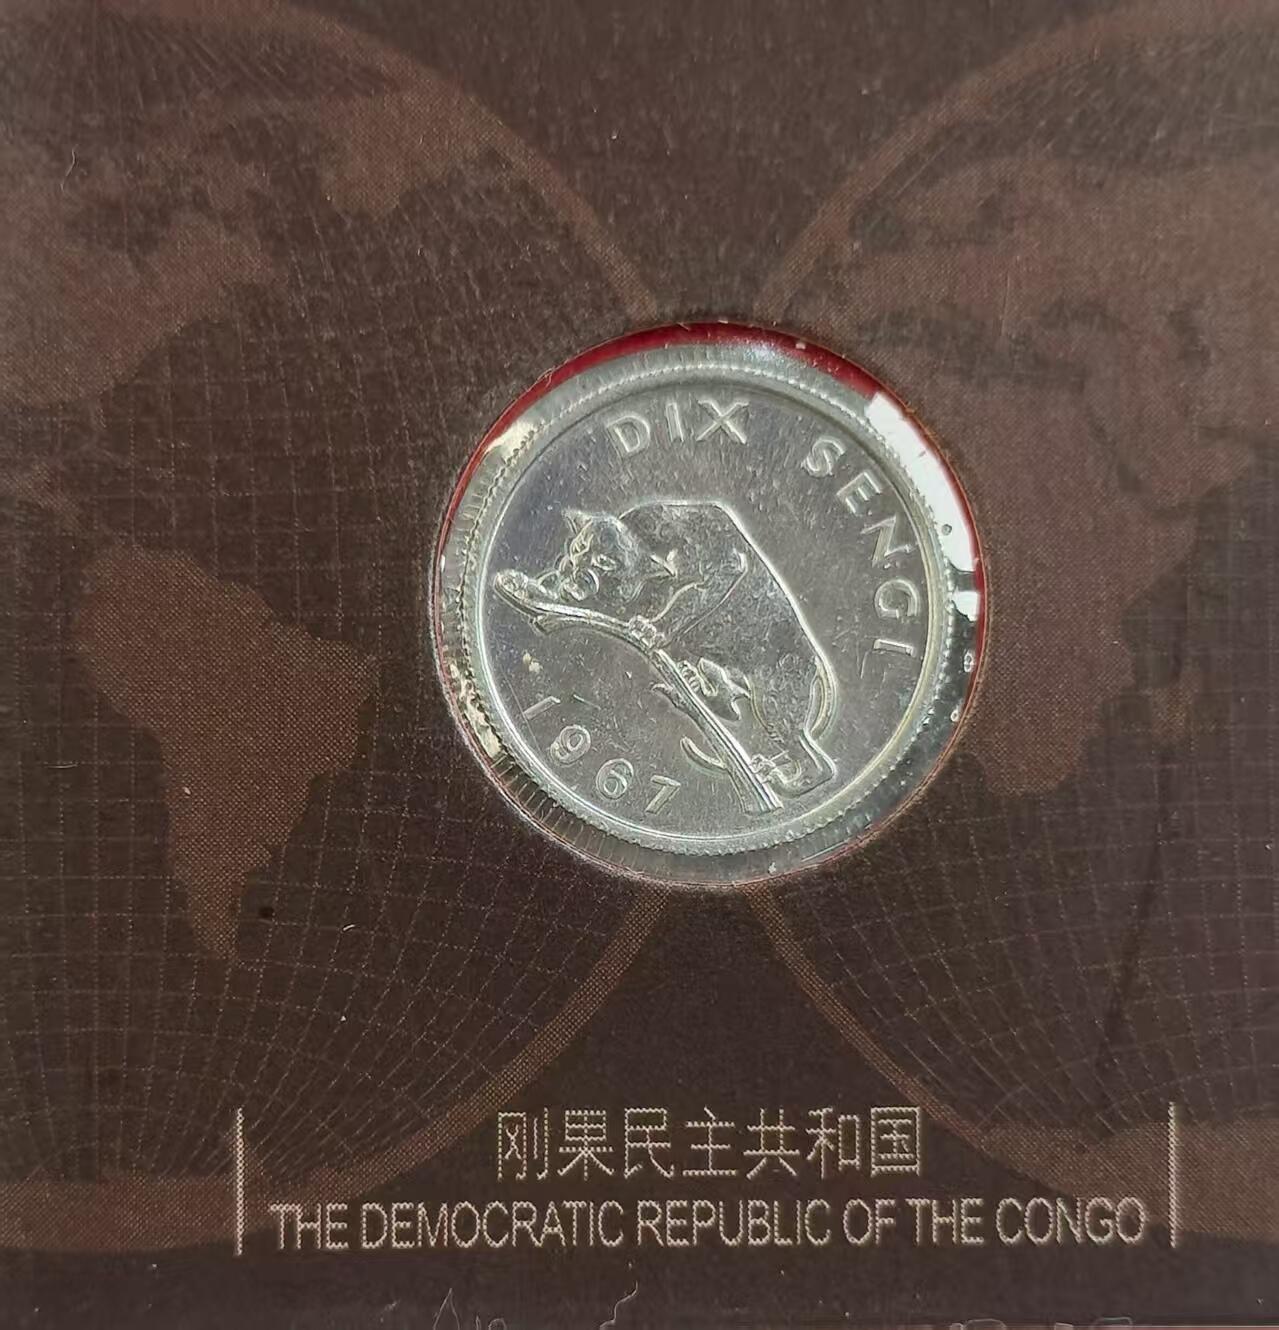 DIX SENGI
1967
刚果民主共和国
THE DEMOCRATIC REPUBLIC OF THE CONGO